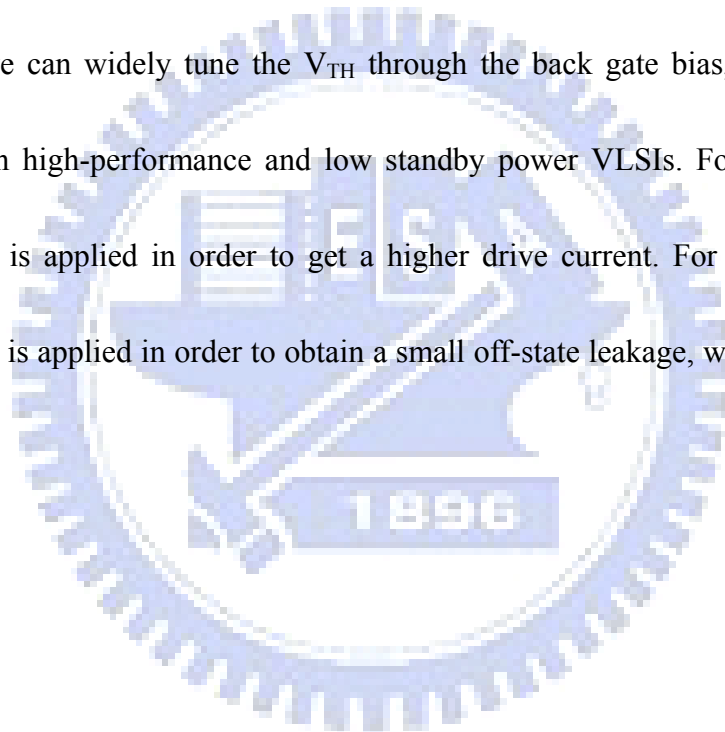 e can widely tune the V_TH through the back gate bias.
n high-performance and low standby power VLSIs. Fo
is applied in order to get a higher drive current. For
is applied in order to obtain a small off-state leakage, w
E S A
1896